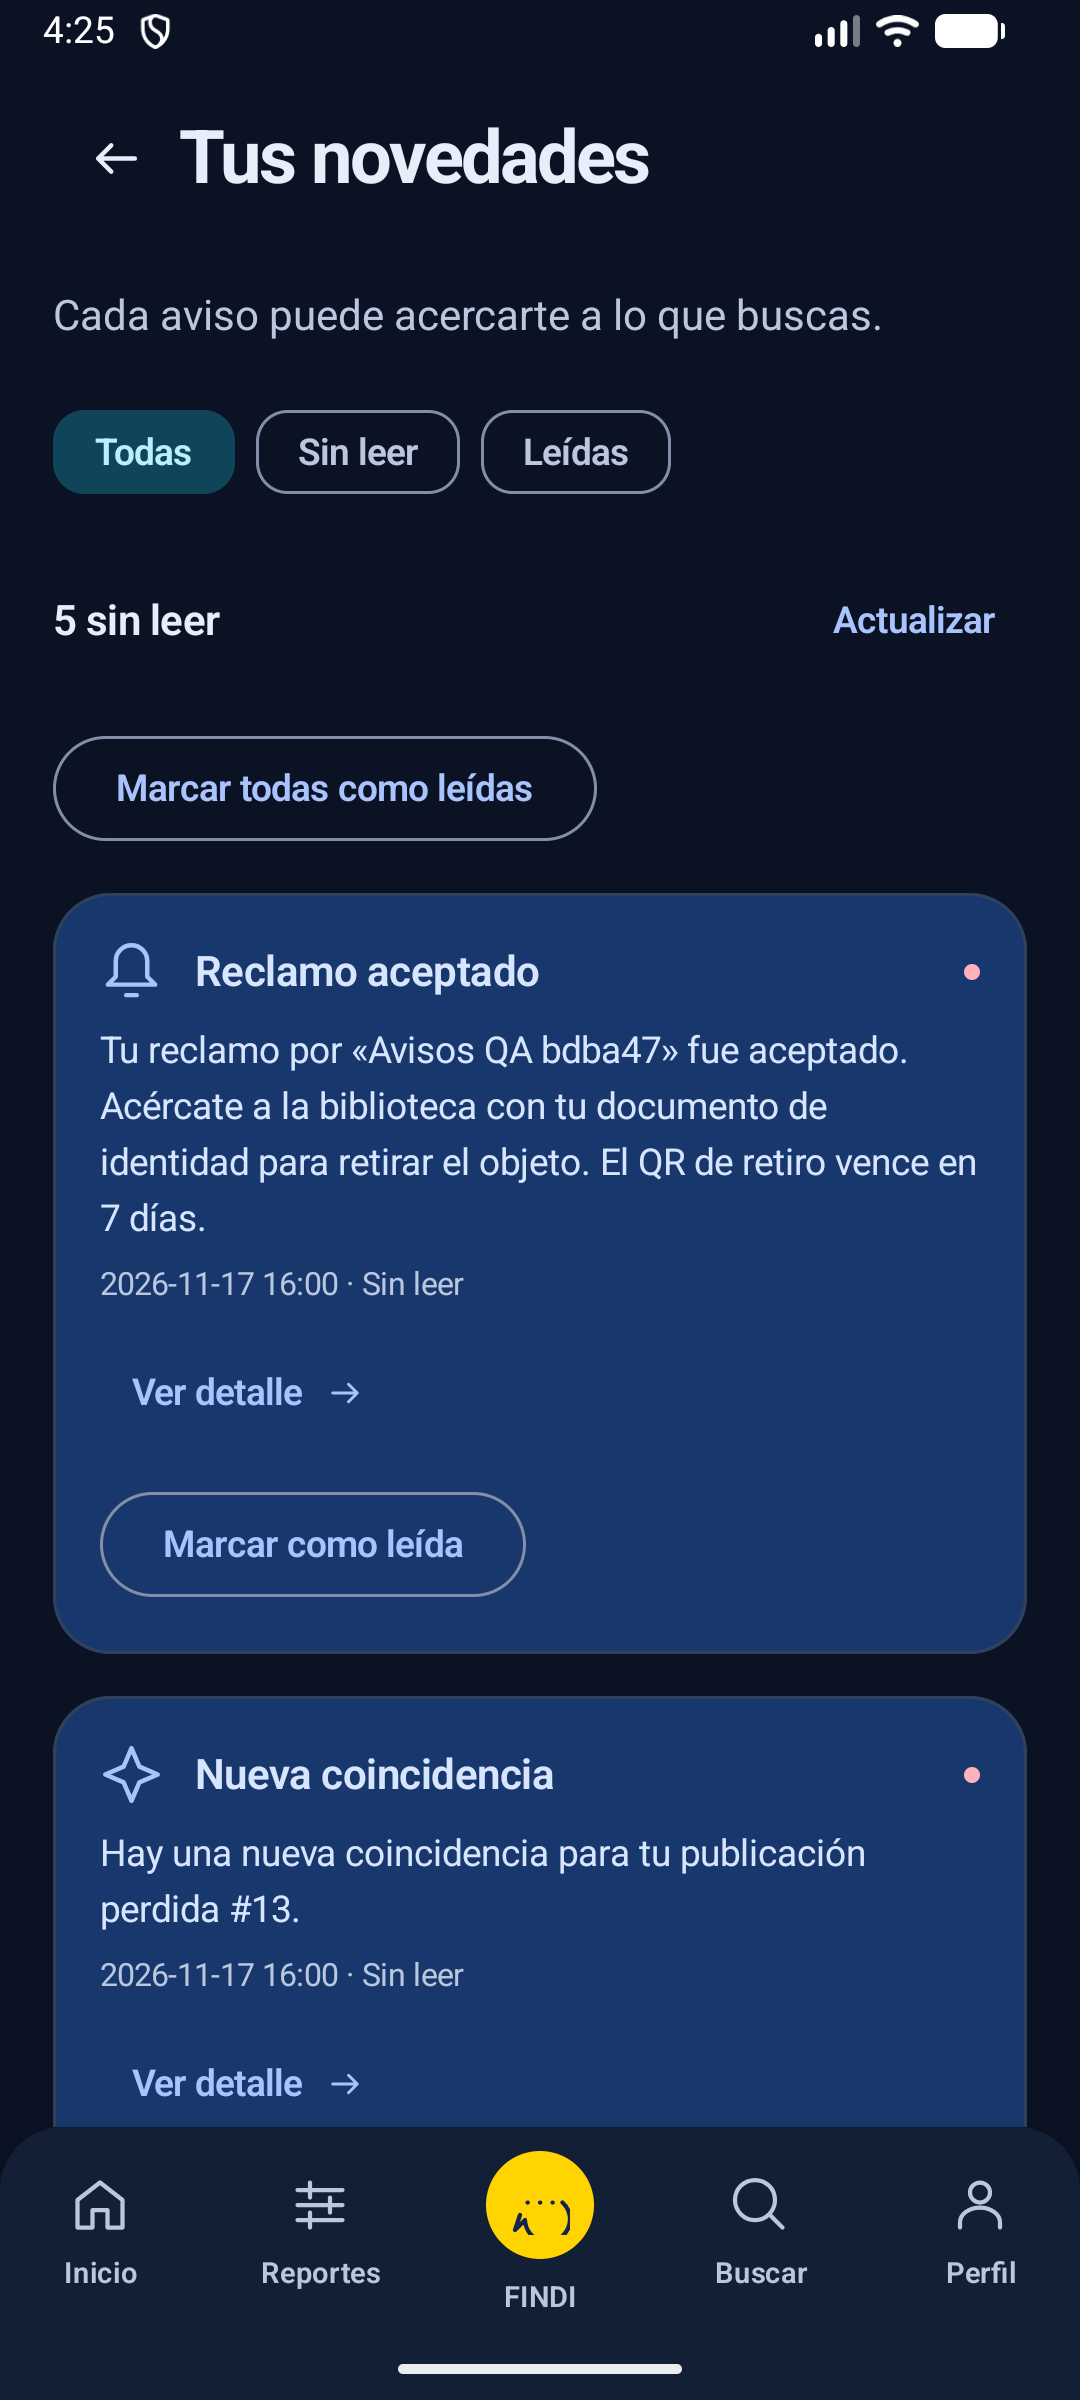 4:25
Tus novedades
Cada aviso puede acercarte a lo que buscas.
Todas
Sin leer
Leídas
5 sin leer
Actualizar
Marcar todas como leídas
Reclamo aceptado
Tu reclamo por «Avisos QA bdba47» fue aceptado.
Acércate a la biblioteca con tu documento de
identidad para retirar el objeto. El QR de retiro vence en
7 días.
2026-11-17 16:00 · Sin leer
Ver detalle
Marcar como leída
Nueva coincidencia
Hay una nueva coincidencia para tu publicación
perdida #13.
2026-11-17 16:00 · Sin leer
Ver detalle
Inicio
Reportes
FINDI
Buscar
Perfil